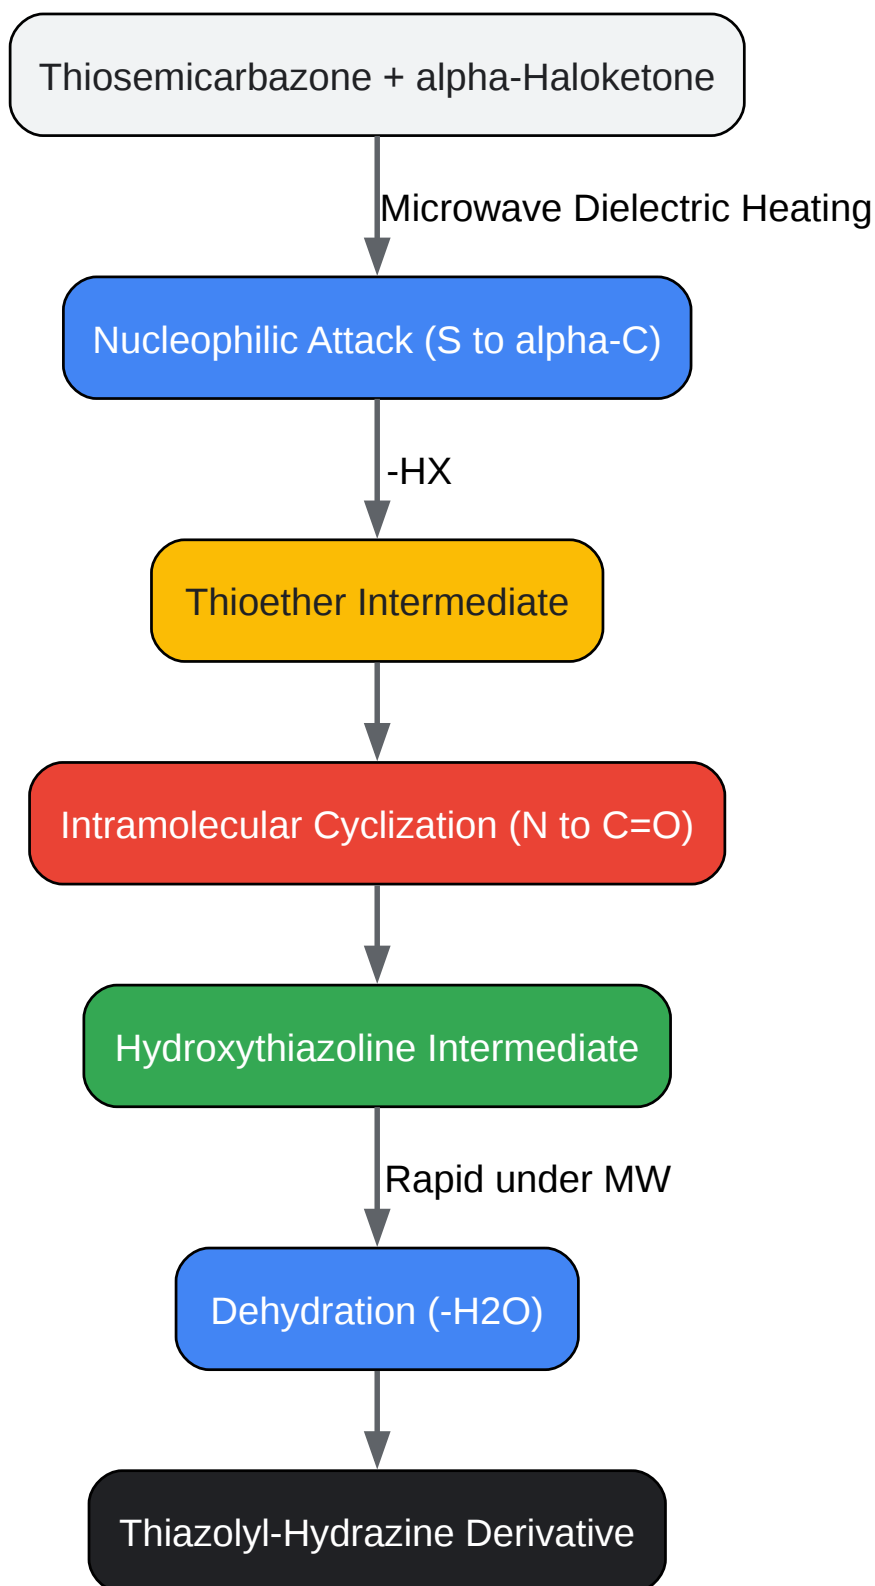 Thiosemicarbazone + alpha-Haloketone
Microwave Dielectric Heating
Nucleophilic Attack (S to alpha-C)
-HX
Thioether Intermediate
Intramolecular Cyclization (N to C=O)
Hydroxythiazoline Intermediate
Rapid under MW
Dehydration (-H2O)
Thiazolyl-Hydrazine Derivative